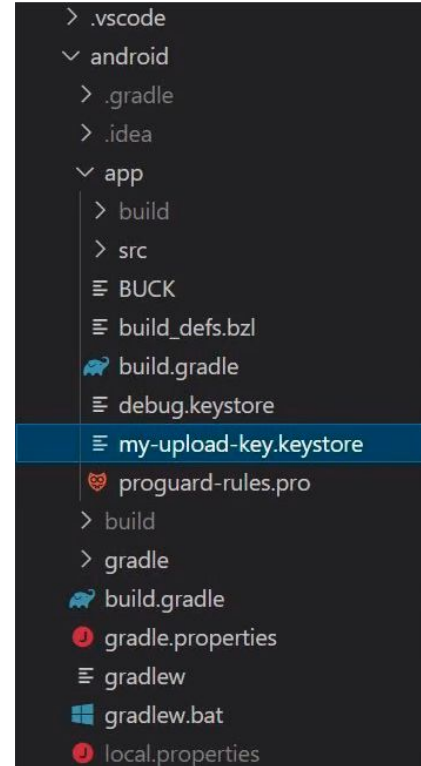 .vscode
android
.gradle
.idea
app
build
src
BUCK
build_defs.bzl
build.gradle
debug.keystore
my-upload-key.keystore
proguard-rules.pro
build
gradle
build.gradle
gradle.properties
gradlew
gradlew.bat
local.properties